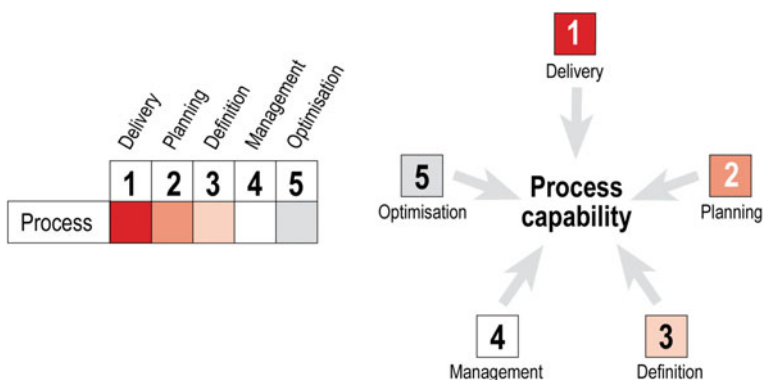 Delivery
Planning
Definition
Management
Optimisation
1 2 3 4 5
Process
1
Delivery
5
Optimisation
Process
capability
2
Planning
4
Management
3
Definition